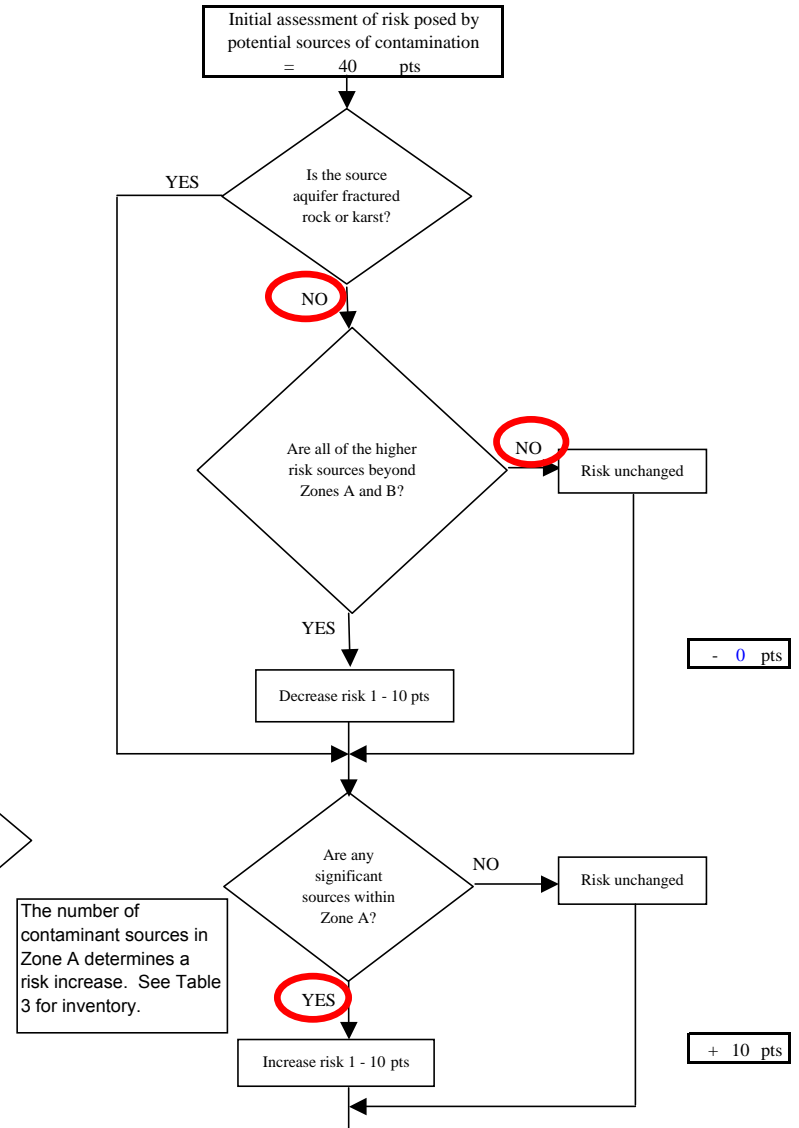 Initial assessment of risk posed by
potential sources of contamination
= 40 pts
YES
Is the source
aquifer fractured
rock or karst?
NO
Are all of the higher
risk sources beyond
Zones A and B?
NO
Risk unchanged
YES
- 0 pts
Decrease risk 1 - 10 pts
Are any
significant
sources within
Zone A?
NO
Risk unchanged
The number of
contaminant sources in
Zone A determines a
risk increase. See Table
3 for inventory.
YES
Increase risk 1 - 10 pts
+ 10 pts